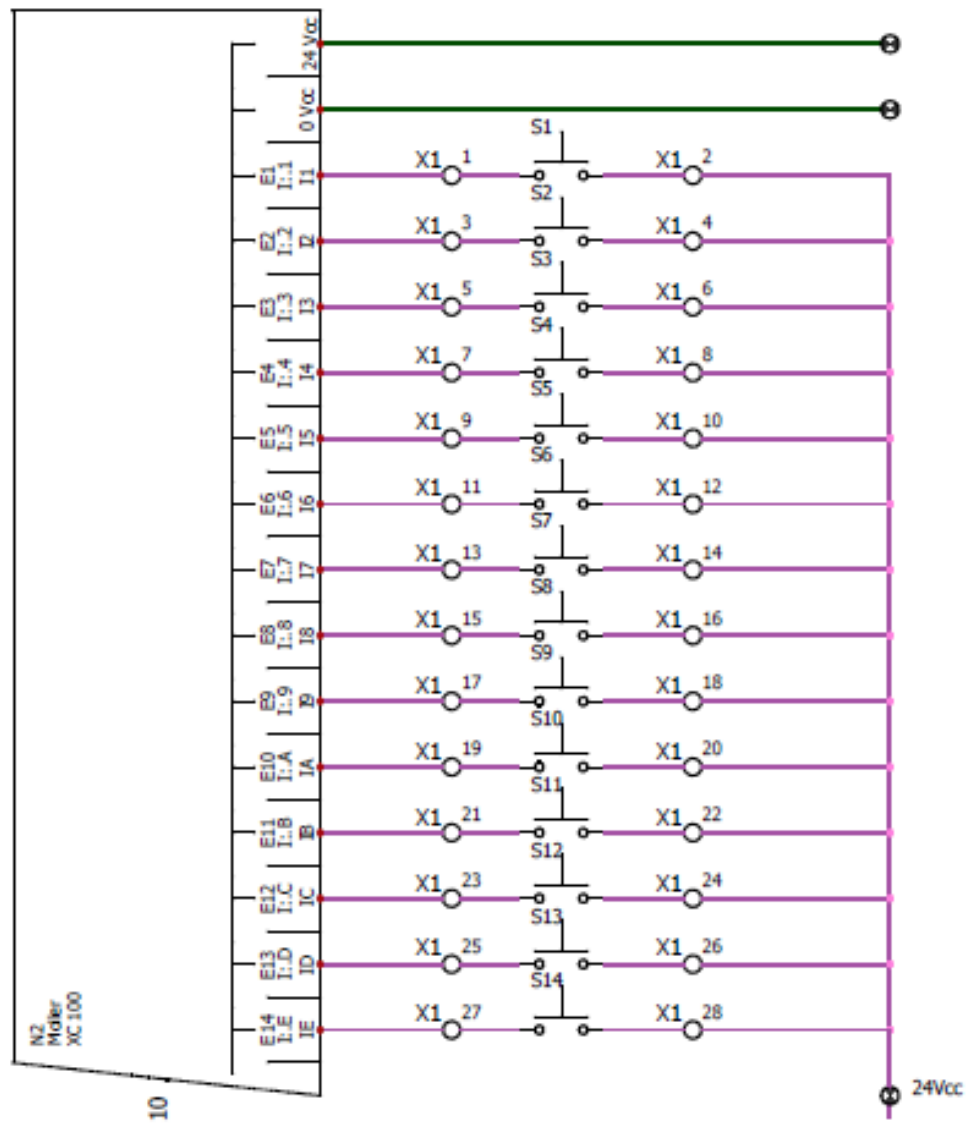 24 Vcc
0 Vcc
S1
E1 I:.1 I1 X1 1 X1 2
S2
E2 I:.2 I2 X1 3 X1 4
S3
E3 I:.3 I3 X1 5 X1 6
S4
E4 I:.4 I4 X1 7 X1 8
S5
E5 I:.5 I5 X1 9 X1 10
S6
E6 I:.6 I6 X1 11 X1 12
S7
E7 I:.7 I7 X1 13 X1 14
S8
E8 I:.8 I8 X1 15 X1 16
S9
E9 I:.9 I9 X1 17 X1 18
S10
E10 I:.A IA X1 19 X1 20
S11
E11 I:.B IB X1 21 X1 22
S12
E12 I:.C IC X1 23 X1 24
S13
E13 I:.D ID X1 25 X1 26
S14
E14 I:.E IE X1 27 X1 28
N2
XC 100
10
24Vcc